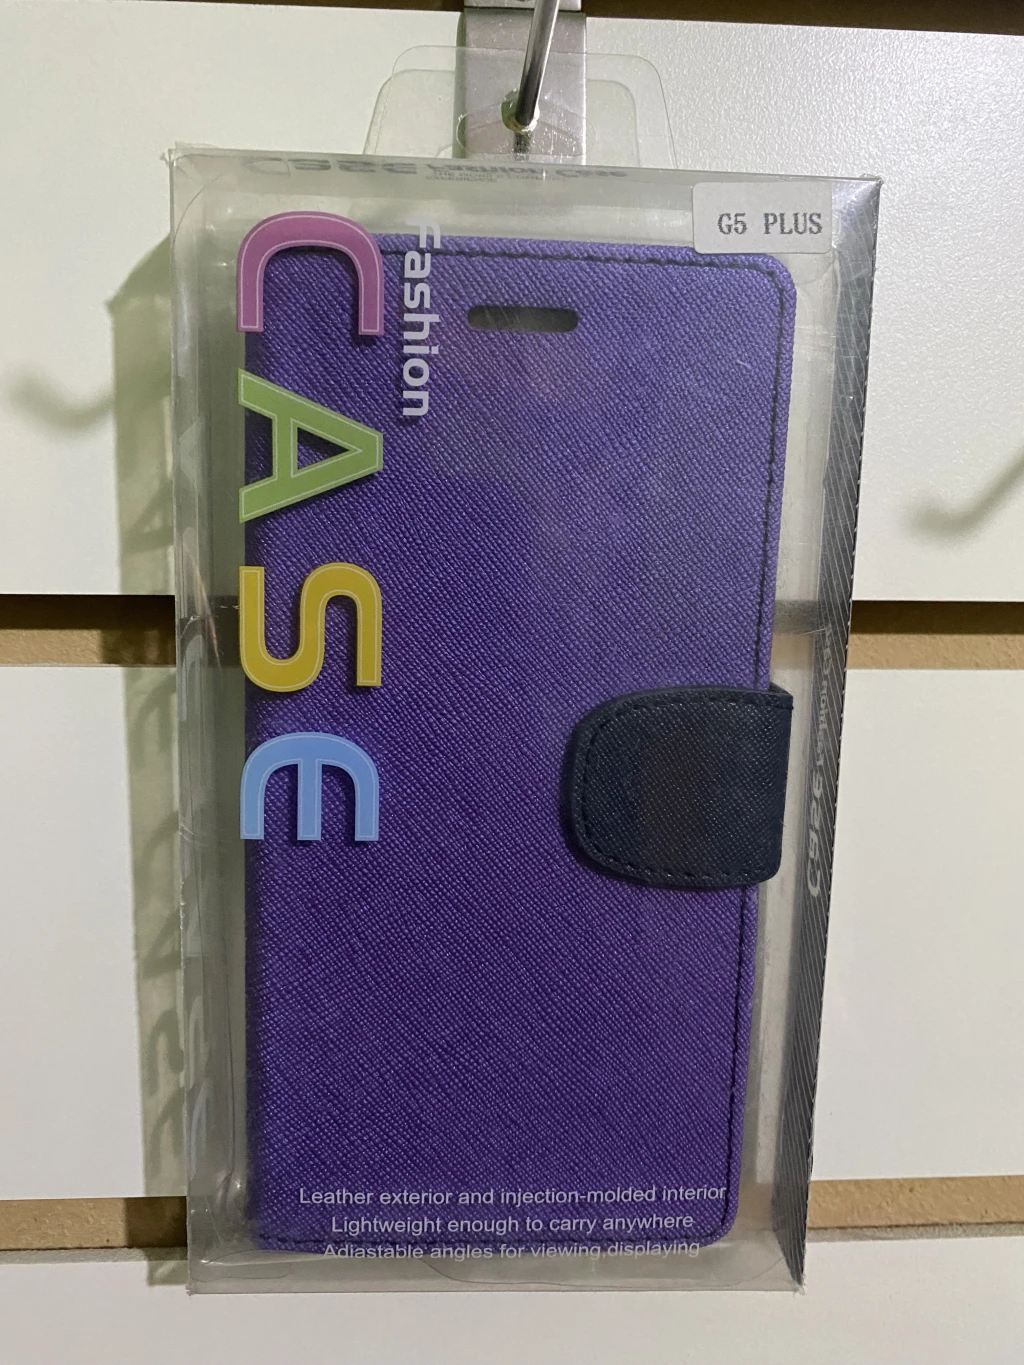 G5 PLUS
Fashion
CASE
Leather exterior and injection-molded interior
Lightweight enough to carry anywhere
Adiastable angles for viewing,displaying